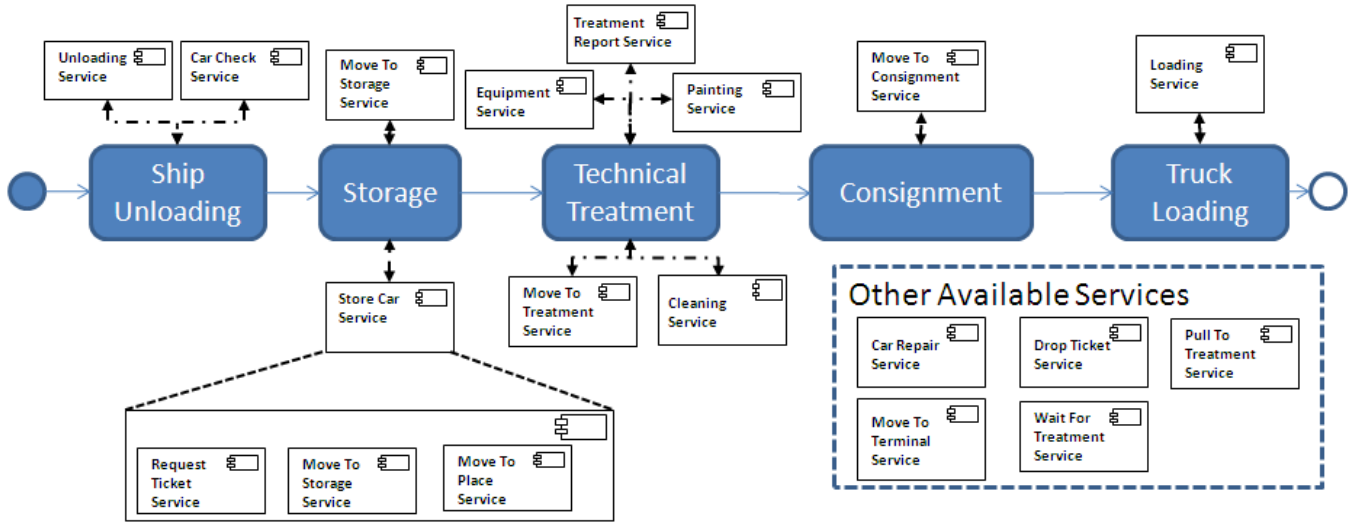 Unloading
Service
Car Check
Service
Move To
Storage
Service
Treatment
Report Service
Equipment
Service
Painting
Service
Move To
Consignment
Service
Loading
Service
Ship
Unloading
Storage
Technical
Treatment
Consignment
Truck
Loading
Store Car
Service
Move To
Treatment
Service
Cleaning
Service
Request
Ticket
Service
Move To
Storage
Service
Move To
Place
Service
Other Available Services
Car Repair
Service
Drop Ticket
Service
Pull To
Treatment
Service
Move To
Terminal
Service
Wait For
Treatment
Service